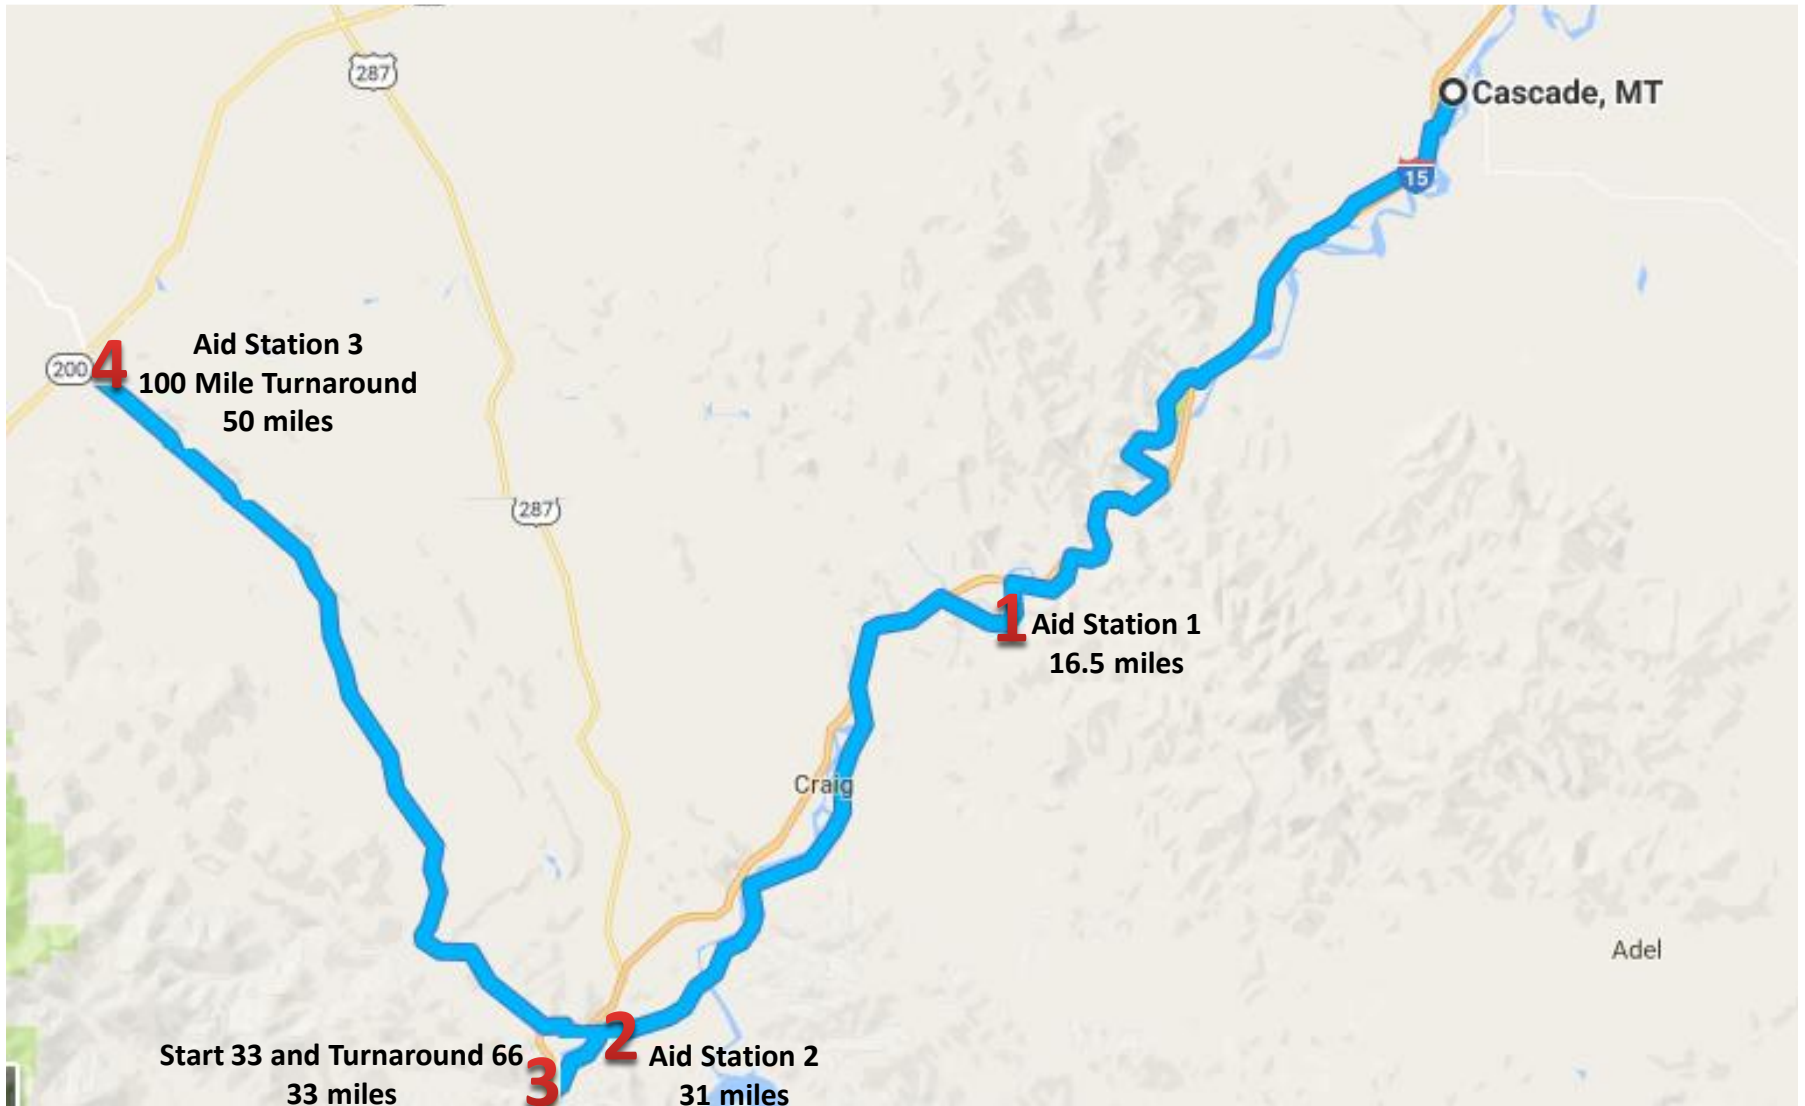 287
Cascade, MT
15
Aid Station 3
100 Mile Turnaround
50 miles
200
4
287
1
Aid Station 1
16.5 miles
Craig
Adel
2
Aid Station 2
31 miles
Start 33 and Turnaround 66
33 miles
3